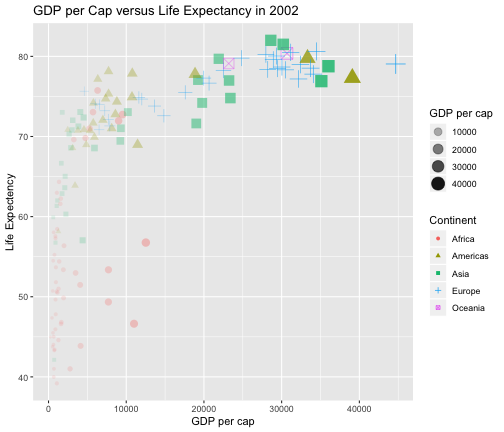 GDP per Cap versus Life Expectancy in 2002
80
70
60
50
40
Life Expectency
0
10000
20000
30000
40000
GDP per cap
GDP per cap
10000
20000
30000
40000
Continent
Africa
Americas
Asia
Europe
Oceania